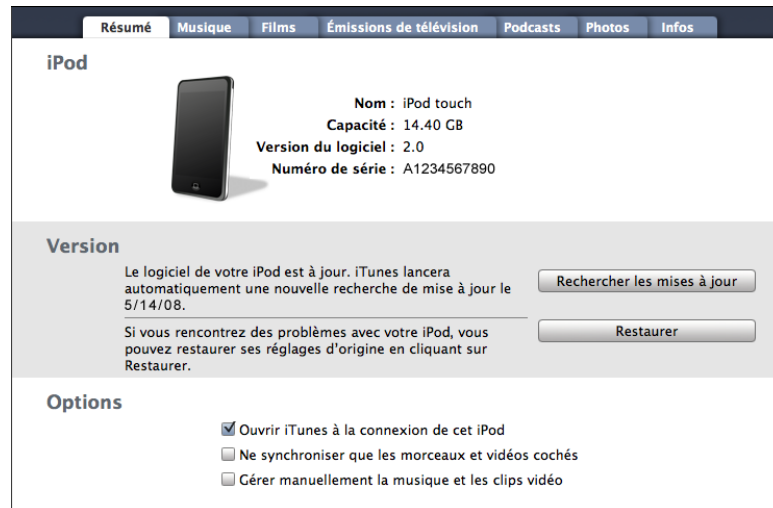 Résumé Musique Films Émissions de télévision Podcasts Photos Infos
iPod
Nom : iPod touch
Capacité : 14.40 GB
Version du logiciel : 2.0
Numéro de série : A1234567890
Version
Le logiciel de votre iPod est à jour. iTunes lancera
automatiquement une nouvelle recherche de mise à jour le
5/14/08.
Rechercher les mises à jour
Si vous rencontrez des problèmes avec votre iPod, vous
pouvez restaurer ses réglages d'origine en cliquant sur
Restaurer.
Restaurer
Options
Ouvrir iTunes à la connexion de cet iPod
Ne synchroniser que les morceaux et vidéos cochés
Gérer manuellement la musique et les clips vidéo